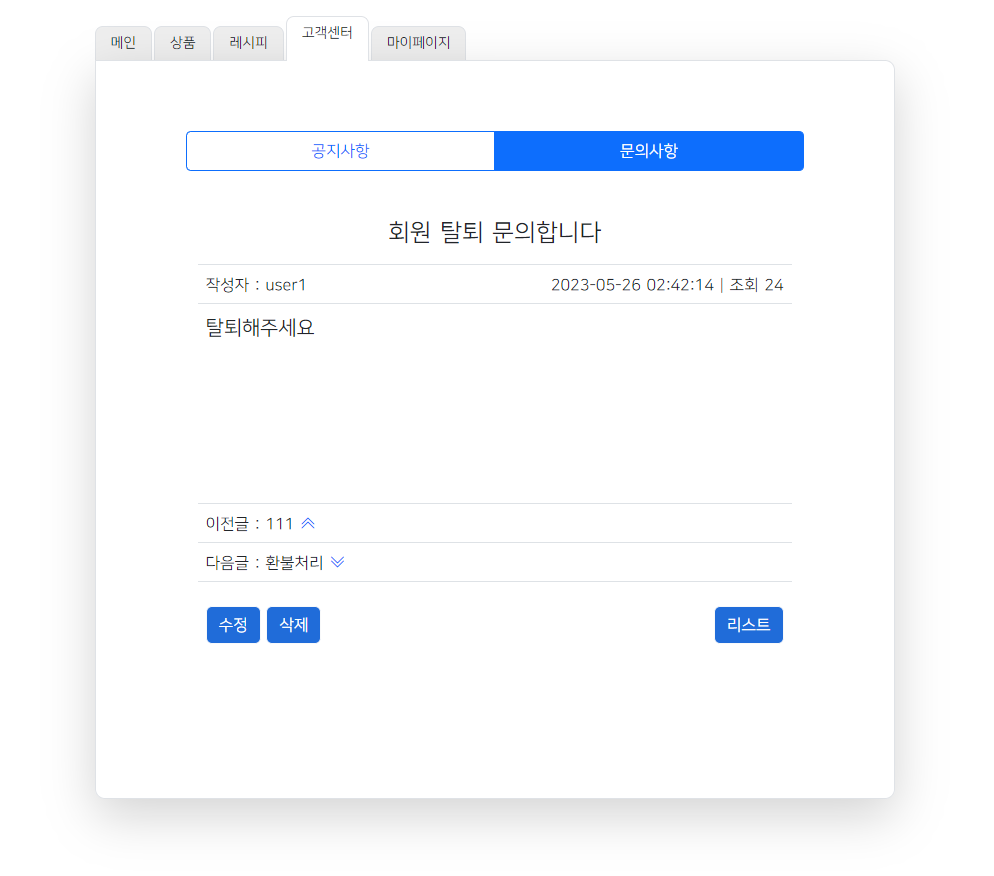 메인 상품 레시피 고객센터 마이페이지
공지사항 문의사항
회원 탈퇴 문의합니다
작성자 : user1 2023-05-26 02:42:14 | 조회 24
탈퇴해주세요
이전글 : 111
다음글 : 환불처리
수정 삭제 리스트